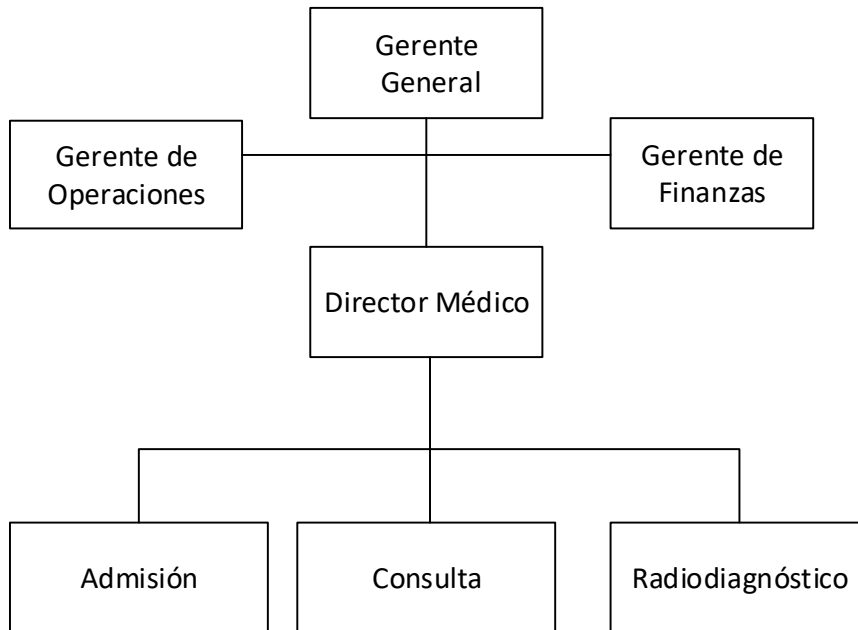 Gerente
General
Gerente de
Operaciones
Gerente de
Finanzas
Director Médico
Admisión
Consulta
Radiodiagnóstico